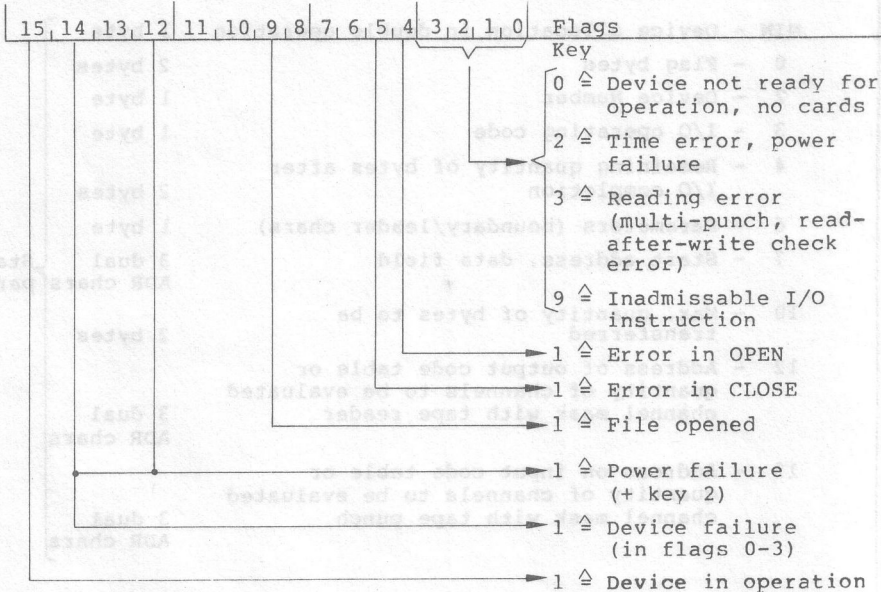 15 14 13 12 11 10 9 8 7 6 5 4 3 2 1 0 Flags
Key
0 ≙ Device not ready for
operation, no cards
2 ≙ Time error, power
failure
3 ≙ Reading error
(multi-punch, read-
after-write check
error)
9 ≙ Inadmissable I/O
instruction
1 ≙ Error in OPEN
1 ≙ Error in CLOSE
1 ≙ File opened
1 ≙ Power failure
(+ key 2)
1 ≙ Device failure
(in flags 0-3)
1 ≙ Device in operation